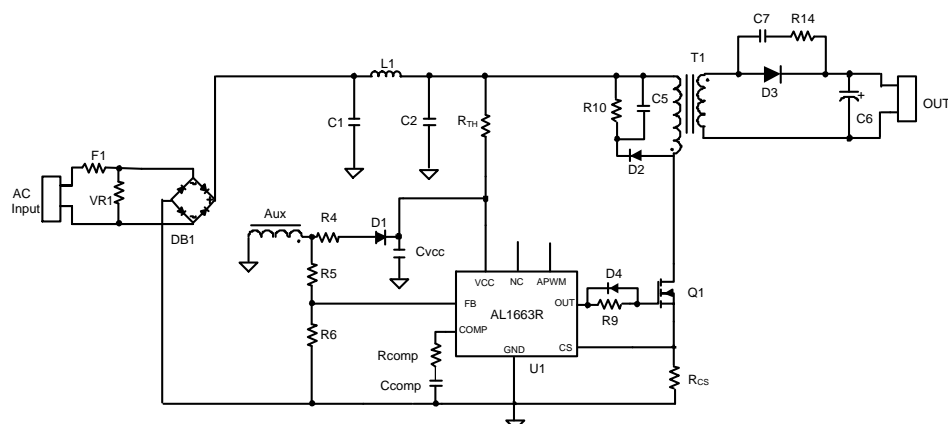 C7
R14
T1
L1
D3
R10
C5
C1
C2
R_TH
C6
OUT
D2
F1
AC
Input
VR1
DB1
Aux
R4
D1
Cvcc
R5
VCC
NC
APWM
D4
Q1
FB
AL1663R
OUT
R9
R6
COMP
GND
CS
Rcomp
U1
R_CS
Ccomp
+